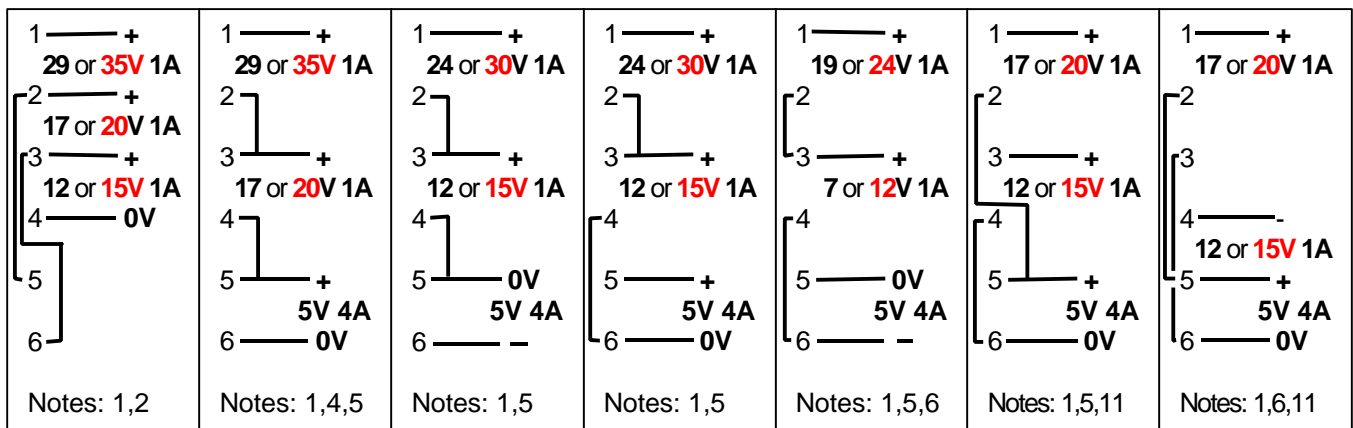 1 +
29 or 35V 1A
2 +
17 or 20V 1A
3 +
12 or 15V 1A
4 0V
5
6
Notes: 1,2
1 +
29 or 35V 1A
2
3 +
17 or 20V 1A
4
5 +
5V 4A
6 0V
Notes: 1,4,5
1 +
24 or 30V 1A
2
3 +
12 or 15V 1A
4
5 0V
5V 4A
6 –
Notes: 1,5
1 +
24 or 30V 1A
2
3 +
12 or 15V 1A
4
5 +
5V 4A
6 0V
Notes: 1,5
1 +
19 or 24V 1A
2
3 +
7 or 12V 1A
4
5 0V
5V 4A
6 –
Notes: 1,5,6
1 +
17 or 20V 1A
2
3 +
12 or 15V 1A
4
5 +
5V 4A
6 0V
Notes: 1,5,11
1 +
17 or 20V 1A
2
3
4 -
12 or 15V 1A
5 +
5V 4A
6 0V
Notes: 1,6,11